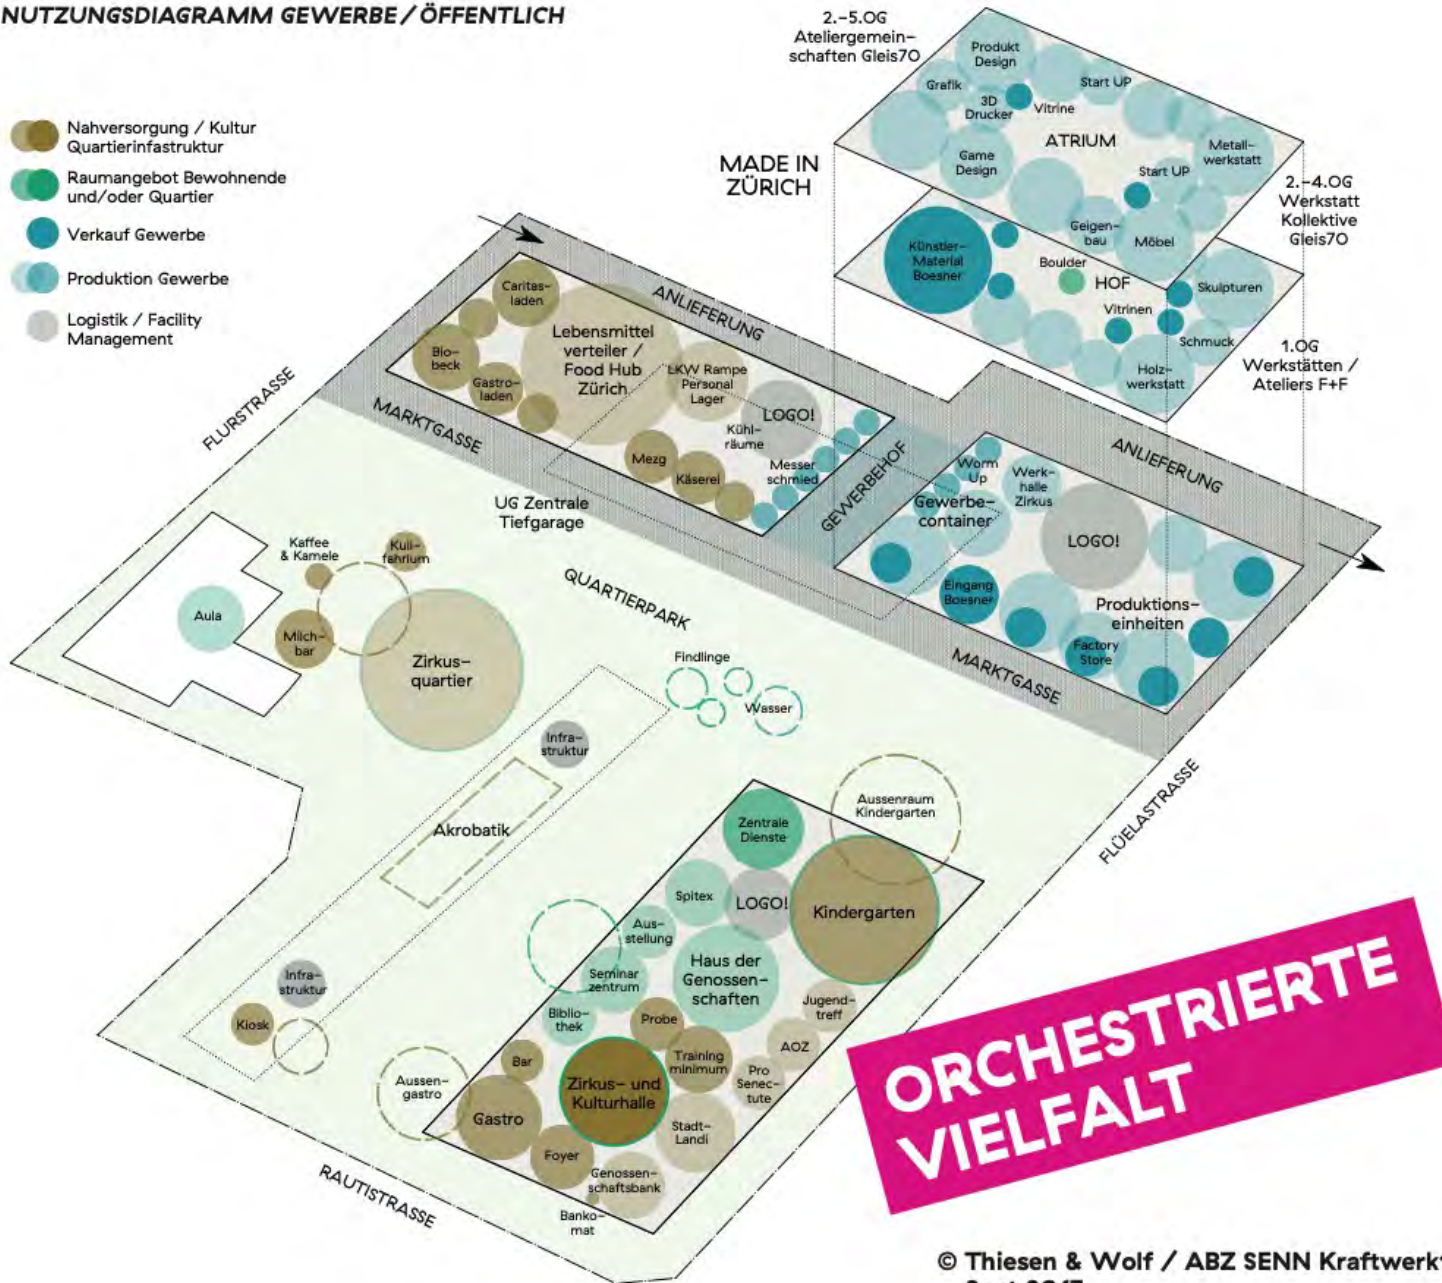 NUTZUNGSDIAGRAMM GEWERBE / ÖFFENTLICH
Nahversorgung / Kultur
Quartierinfastruktur
Raumangebot Bewohnende
und/oder Quartier
Verkauf Gewerbe
Produktion Gewerbe
Logistik / Facility
Management
2.-5.OG
Ateliergemein-
schaften Gleis70
MADE IN
ZÜRICH
Produkt
Design
Grafik
Start UP
3D
Drucker
Vitrine
ATRIUM
Metall-
werkstatt
Game
Design
Start UP
Geigen-
bau
Möbel
2.-4.OG
Werkstatt
Kollektive
Gleis70
Künstler-
Material
Boesner
Boulder
HOF
Skulpturen
Vitrinen
Schmuck
Holz-
werkstatt
1.OG
Werkstätten /
Ateliers F+F
FLURSTRASSE
ANLIEFERUNG
Caritas-
laden
Bio-
beck
Gastro-
laden
Lebensmittel
verteiler /
Food Hub
Zürich
LKW Rampe
Personal
Lager
LOGO!
Kühl-
räume
Mezg
Käserei
Messer
schmied
MARKTGASSE
UG Zentrale
Tiefgarage
GEWERBEHOF
ANLIEFERUNG
Worm
Up
Werk-
halle
Zirkus
Gewerbe-
container
LOGO!
Eingang
Boesner
Produktions-
einheiten
Factory
Store
MARKTGASSE
QUARTIERPARK
Kaffee
& Kamele
Kuli-
fahrium
Aula
Milch-
bar
Zirkus-
quartier
Findlinge
Wasser
Infra-
struktur
Akrobatik
Infra-
struktur
Kiosk
Aussenraum
Kindergarten
FLÜELASTRASSE
Zentrale
Dienste
Spitex
LOGO!
Kindergarten
Aus-
stellung
Haus der
Genossen-
schaften
Seminar
zentrum
Jugend-
treff
Biblio-
thek
Probe
AOZ
Bar
Training
minimum
Pro
Senec-
tute
Aussen-
gastro
Zirkus- und
Kulturhalle
Gastro
Stadt-
Landi
Foyer
Genossen-
schaftsbank
Banko-
mat
RAUTISTRASSE
ORCHESTRIERTE
VIELFALT
© Thiesen & Wolf / ABZ SENN Kraftwerk